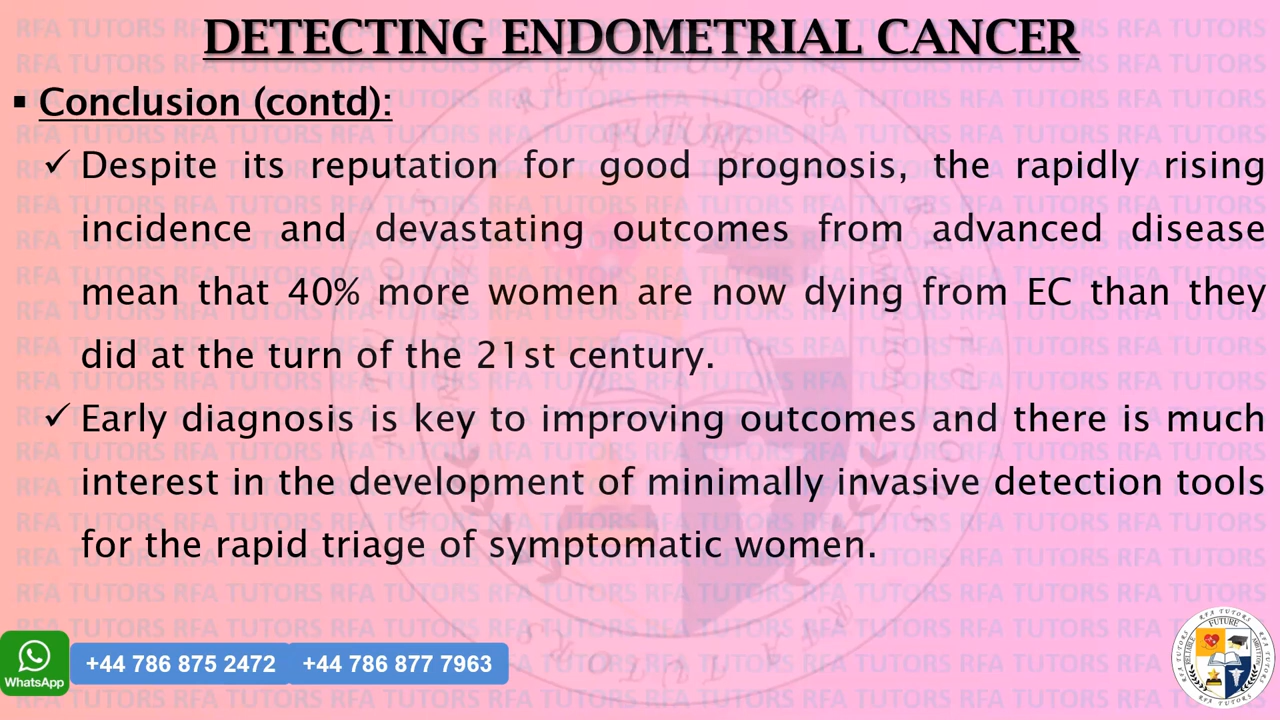 DETECTING ENDOMETRIAL CANCER
▪ Conclusion (contd):
✓ Despite its reputation for good prognosis, the rapidly rising
incidence and devastating outcomes from advanced disease
mean that 40% more women are now dying from EC than they
did at the turn of the 21st century.
✓ Early diagnosis is key to improving outcomes and there is much
interest in the development of minimally invasive detection tools
for the rapid triage of symptomatic women.
WhatsApp
+44 786 875 2472 +44 786 877 7963
RFA TUTORS
FUTURE